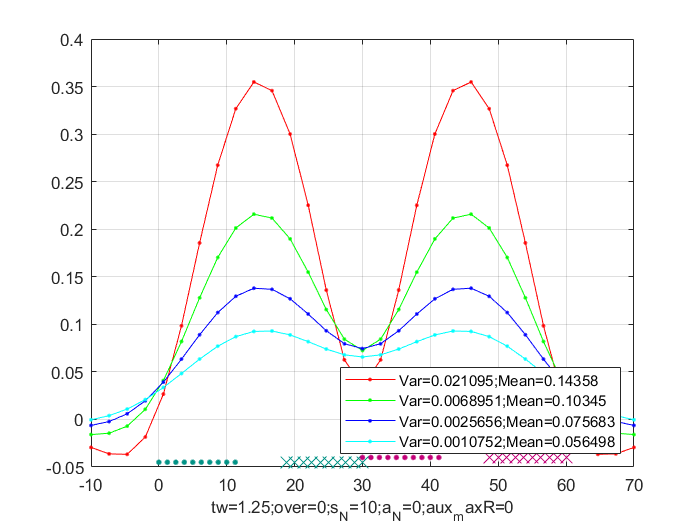 0.4
0.35
0.3
0.25
0.2
0.15
0.1
0.05
0
-0.05
Var=0.021095;Mean=0.14358
Var=0.0068951;Mean=0.10345
Var=0.0025656;Mean=0.075683
Var=0.0010752;Mean=0.056498
-10 0 10 20 30 40 50 60 70
tw=1.25;over=0;s_N=10;a_N=0;aux_maxR=0